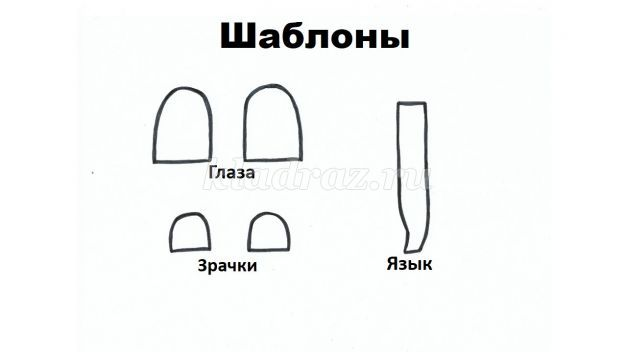 Шаблоны
Глаза
kladraz.ru
Зрачки
Язык